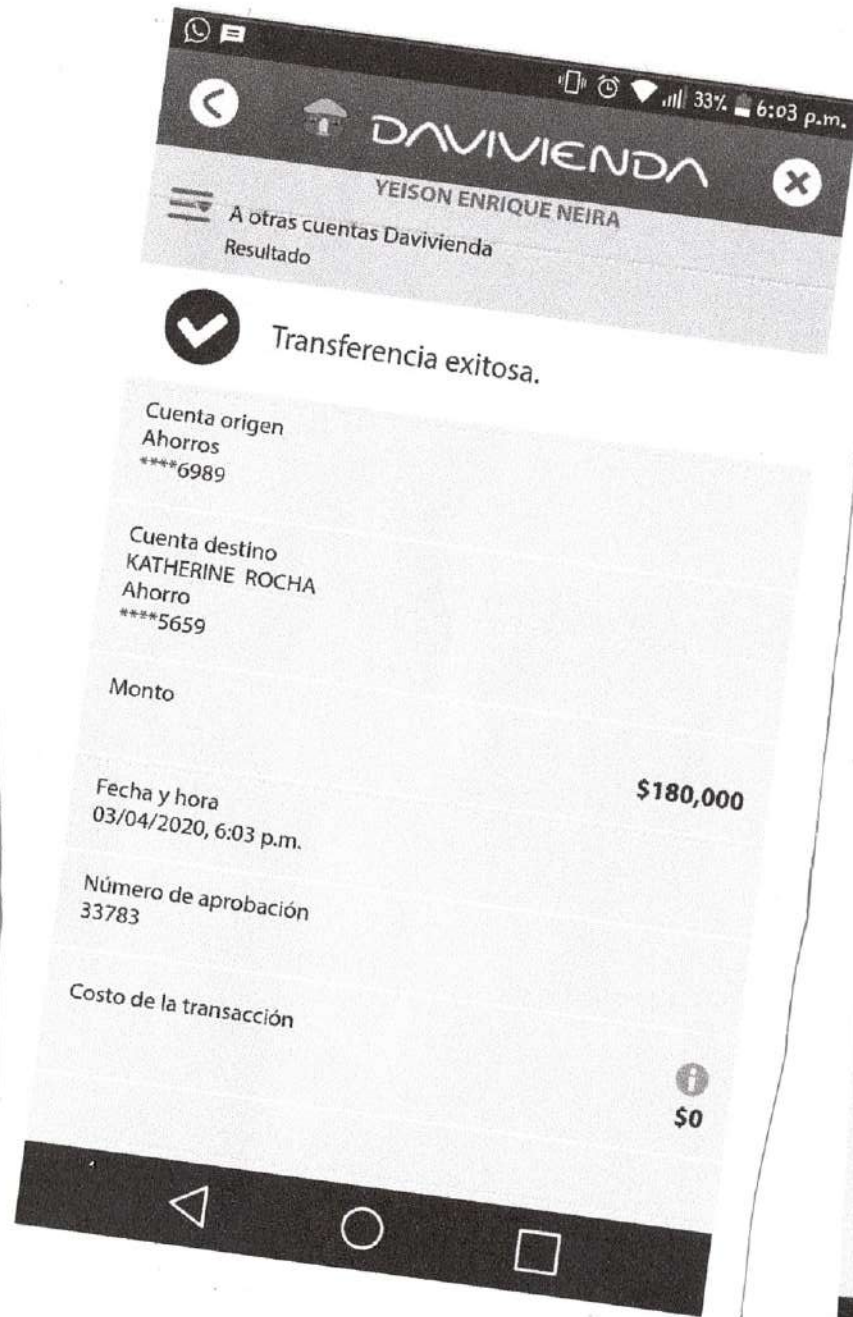 33% 6:03 p.m.
DAVIVIENDA
YEISON ENRIQUE NEIRA
A otras cuentas Davivienda
Resultado
Transferencia exitosa.
Cuenta origen
Ahorros
****6989
Cuenta destino
KATHERINE ROCHA
Ahorro
****5659
Monto
$180,000
Fecha y hora
03/04/2020, 6:03 p.m.
Número de aprobación
33783
Costo de la transacción
$0